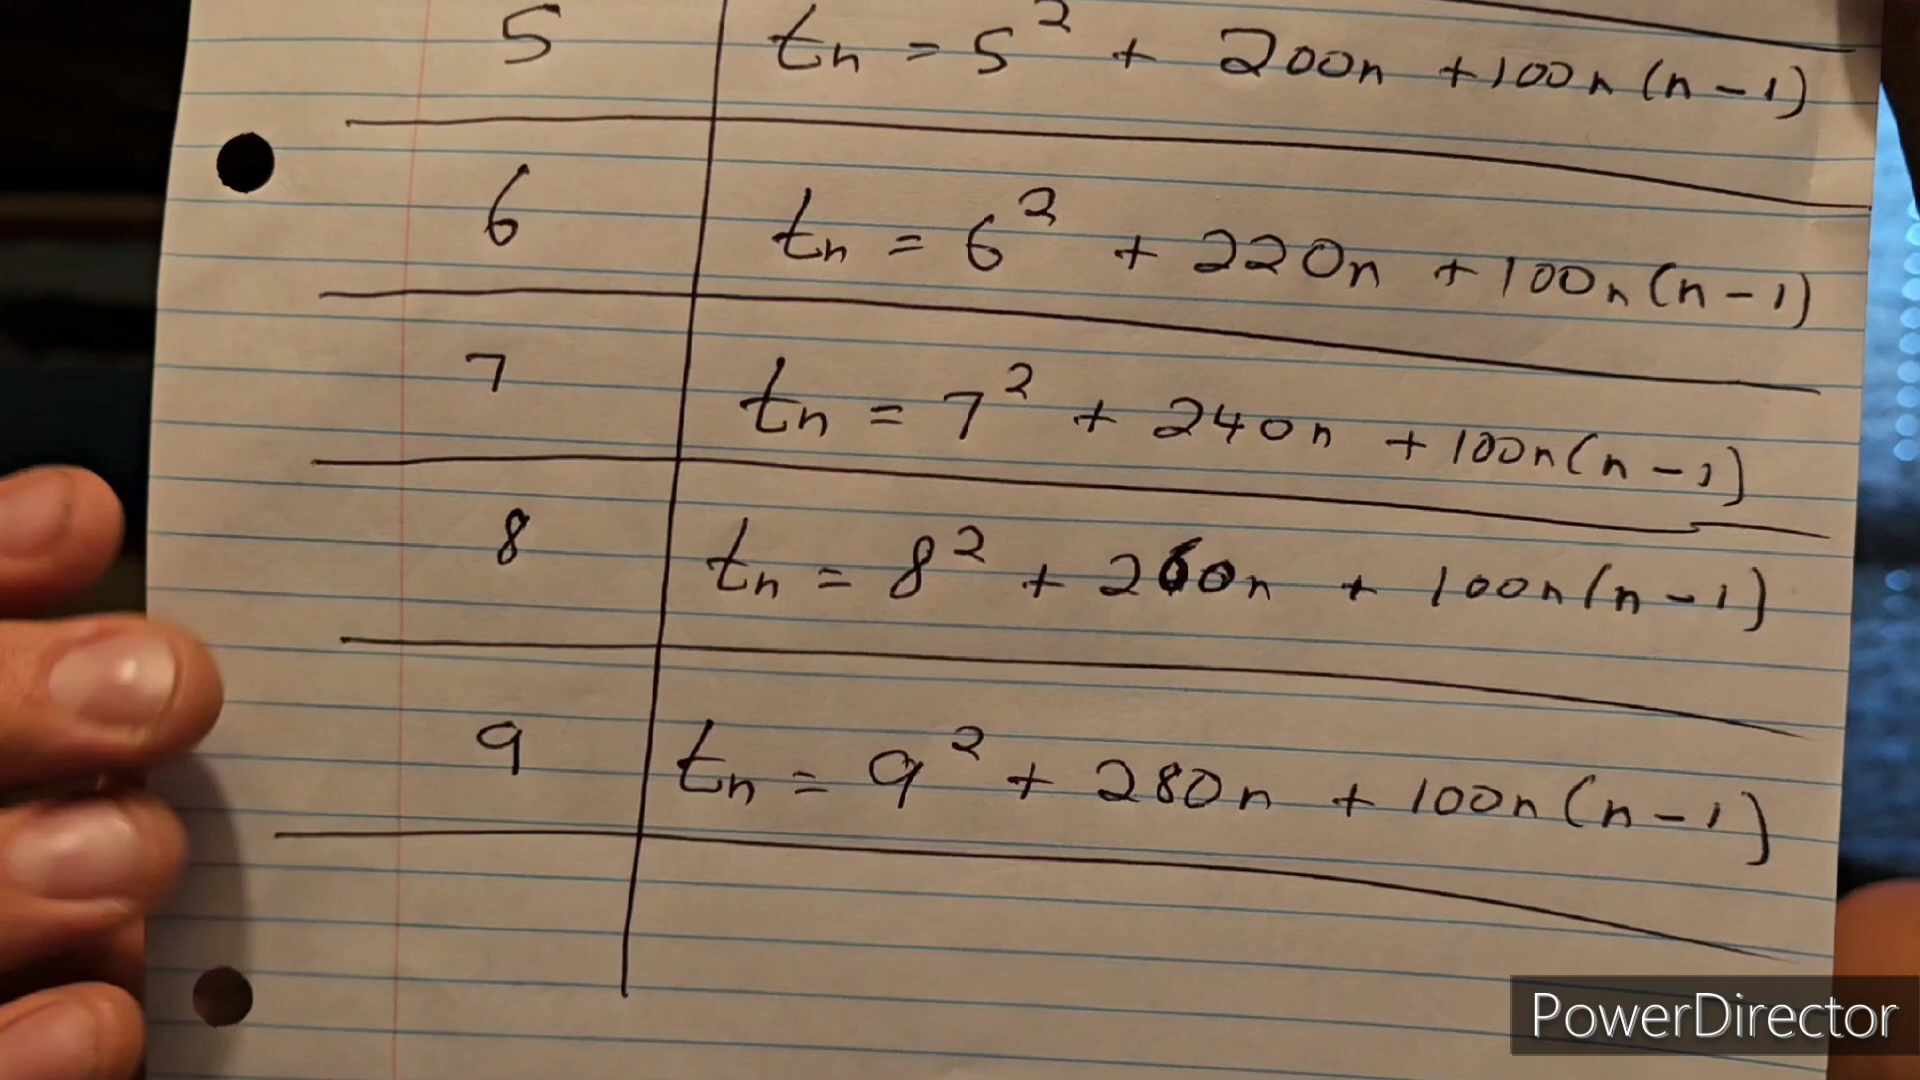 5 tn = 5² + 200n + 100n(n-1)
6 tn = 6² + 220n + 100n(n-1)
7 tn = 7² + 240n + 100n(n-1)
8 tn = 8² + 260n + 100n(n-1)
9 tn = 9² + 280n + 100n(n-1)
PowerDirector